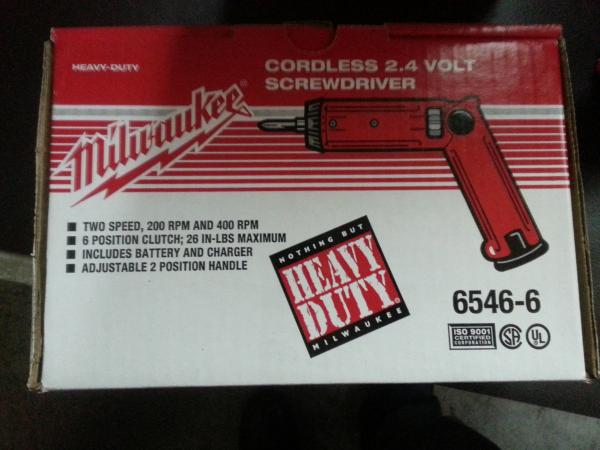 HEAVY-DUTY
CORDLESS 2.4 VOLT
SCREWDRIVER
Milwaukee®
■ TWO SPEED, 200 RPM AND 400 RPM
■ 6 POSITION CLUTCH; 26 IN-LBS MAXIMUM
■ INCLUDES BATTERY AND CHARGER
■ ADJUSTABLE 2 POSITION HANDLE
NOTHING BUT
HEAVY
DUTY®
MILWAUKEE
6546-6
ISO 9001
CERTIFIED
CORPORATION
SA
UL